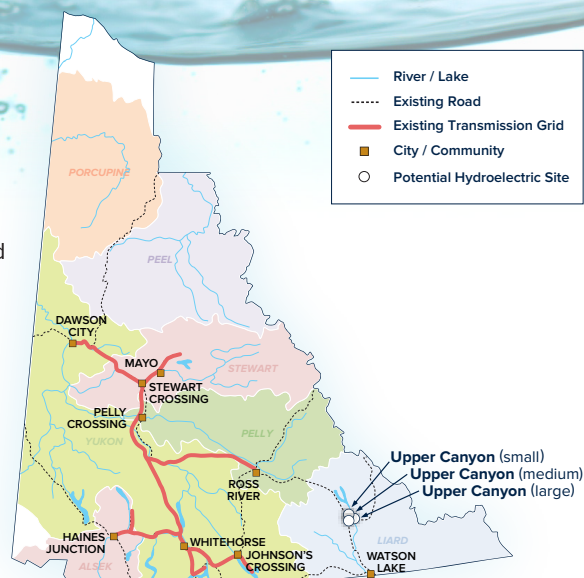 River / Lake
Existing Road
Existing Transmission Grid
City / Community
Potential Hydroelectric Site
PORCUPINE
d
PEEL
DAWSON
CITY
MAYO
STEWART
STEWART
CROSSING
PELLY
CROSSING
YUKON
PELLY
Upper Canyon (small)
Upper Canyon (medium)
Upper Canyon (large)
ROSS
RIVER
HAINES
JUNCTION
WHITEHORSE
LIARD
JOHNSON'S
CROSSING
WATSON
LAKE
ALSEK